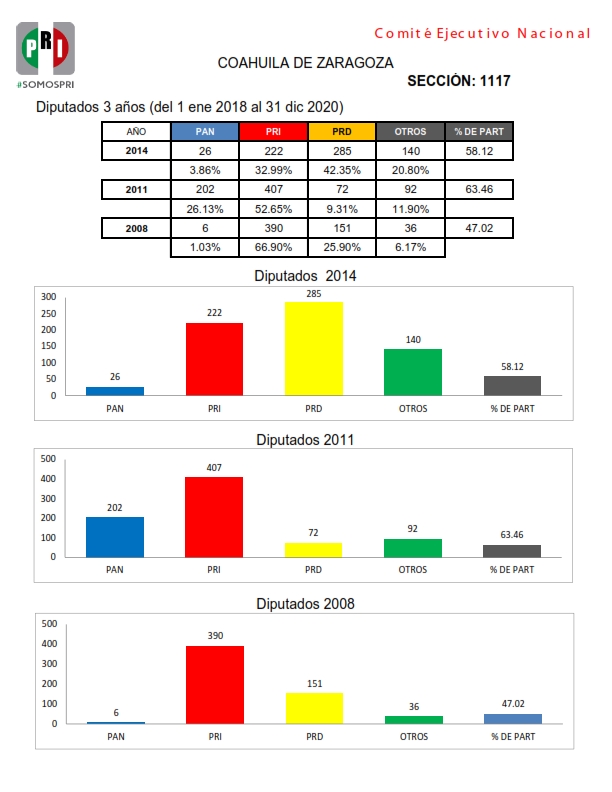 Comité Ejecutivo Nacional
PRI
#SOMOSPRI
COAHUILA DE ZARAGOZA
SECCIÓN: 1117
Diputados 3 años (del 1 ene 2018 al 31 dic 2020)
AÑO PAN PRI PRD OTROS % DE PART
2014 26 222 285 140 58.12
3.86% 32.99% 42.35% 20.80%
2011 202 407 72 92 63.46
26.13% 52.65% 9.31% 11.90%
2008 6 390 151 36 47.02
1.03% 66.90% 25.90% 6.17%
Diputados 2014
300
250
200
150
100
50
0
26
222
285
140
58.12
PAN PRI PRD OTROS % DE PART
Diputados 2011
500
400
300
200
100
0
202
407
72
92
63.46
PAN PRI PRD OTROS % DE PART
Diputados 2008
500
400
300
200
100
0
6
390
151
36
47.02
PAN PRI PRD OTROS % DE PART